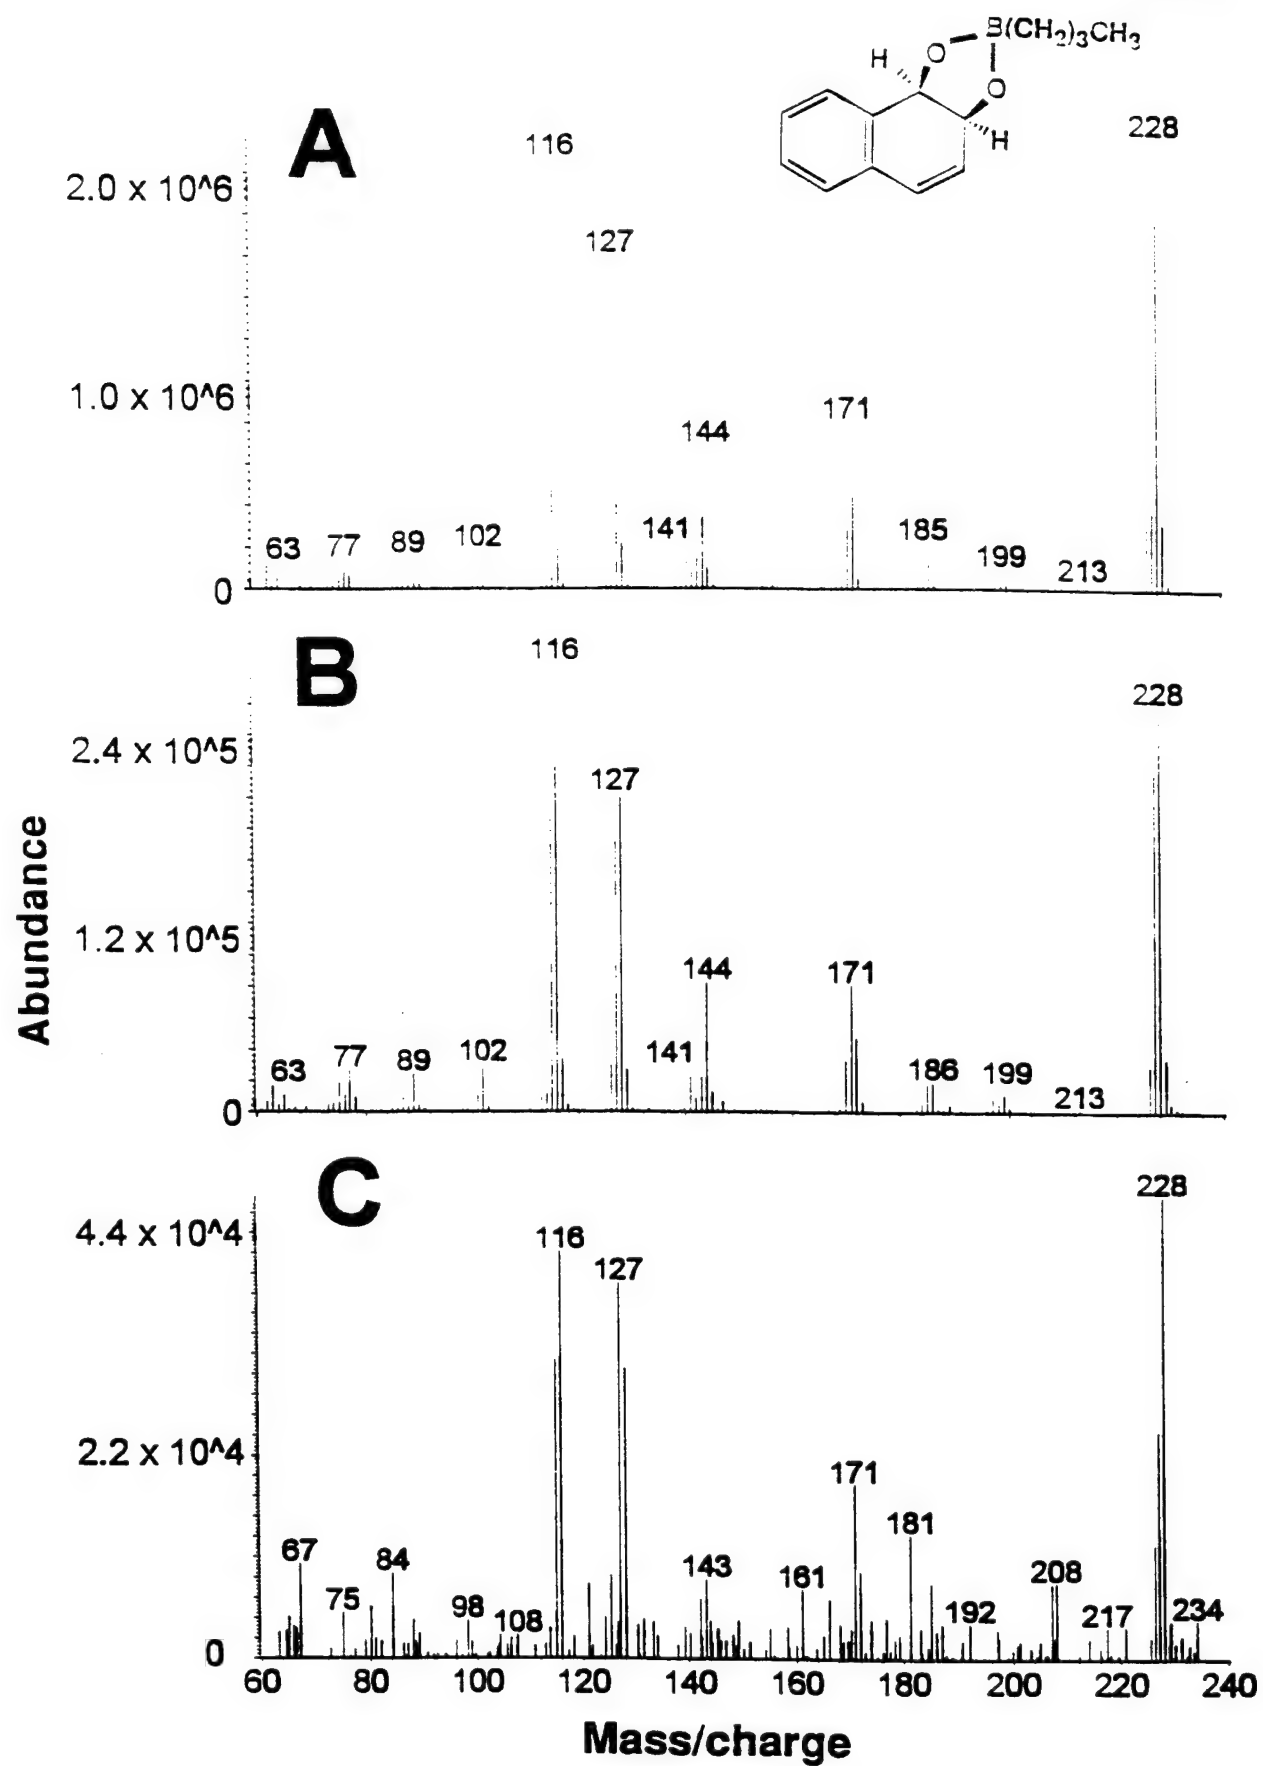 B(CH2)3CH3
O
H
O
H
A
116
228
2.0 x 10^6
127
1.0 x 10^6
171
144
63
77
89
102
141
185
199
213
0
B
116
228
2.4 x 10^5
127
1.2 x 10^5
144
171
63
77
89
102
141
186
199
213
0
C
228
4.4 x 10^4
116
127
2.2 x 10^4
171
181
67
84
143
161
208
75
98
108
192
217
234
0
60 80 100 120 140 160 180 200 220 240
Mass/charge
Abundance